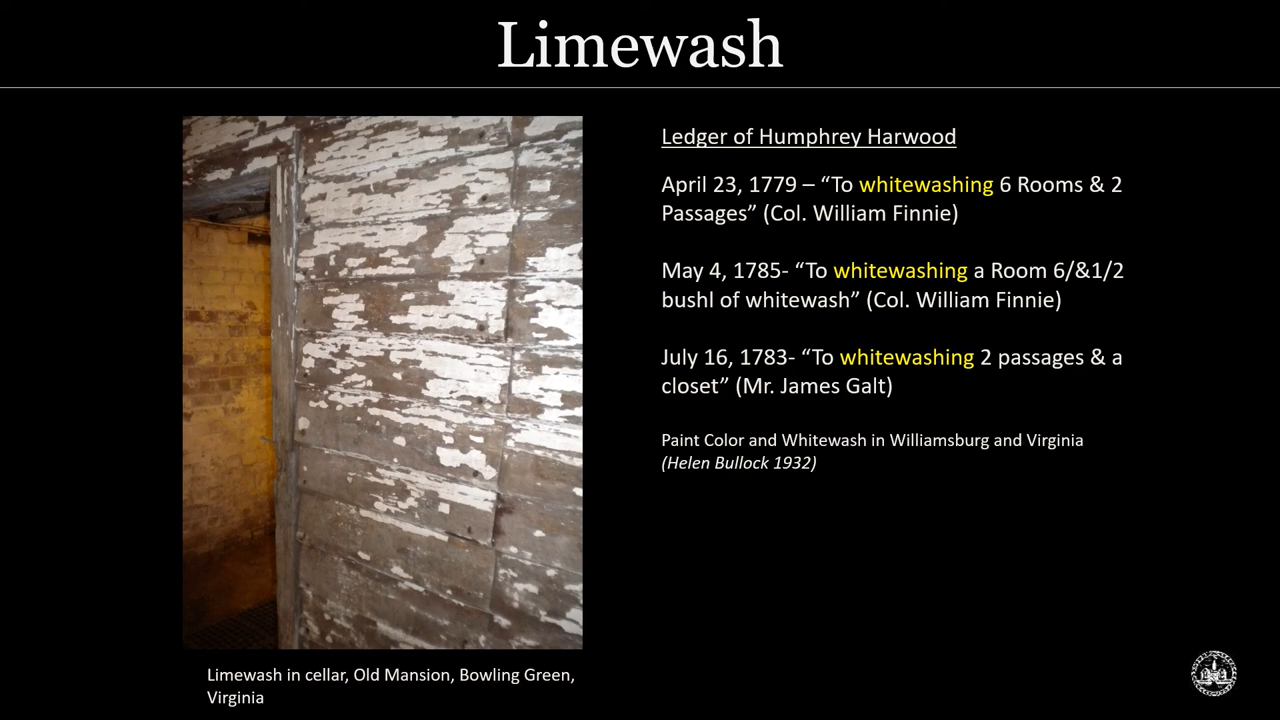 Limewash
Ledger of Humphrey Harwood
April 23, 1779 – “To whitewashing 6 Rooms & 2
Passages” (Col. William Finnie)
May 4, 1785- “To whitewashing a Room 6/&1/2
bushl of whitewash” (Col. William Finnie)
July 16, 1783- “To whitewashing 2 passages & a
closet” (Mr. James Galt)
Paint Color and Whitewash in Williamsburg and Virginia
(Helen Bullock 1932)
Limewash in cellar, Old Mansion, Bowling Green,
Virginia